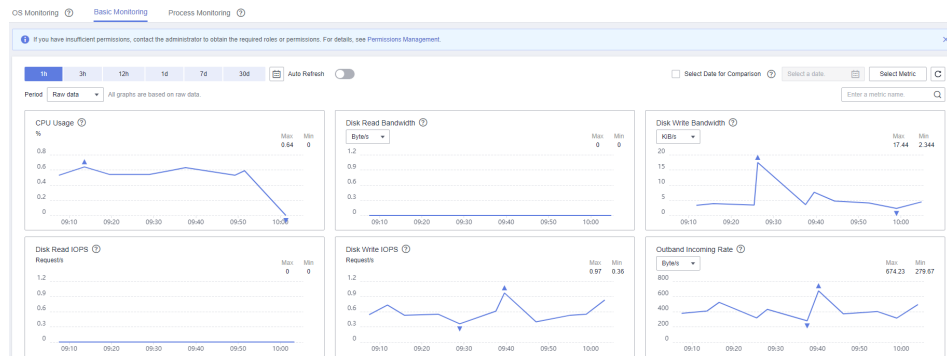 OS Monitoring ? Basic Monitoring Process Monitoring ?
If you have insufficient permissions, contact the administrator to obtain the required roles or permissions. For details, see Permissions Management.
1h 3h 12h 1d 7d 30d Auto Refresh Select Date for Comparison ? Select a date. Select Metric
Period Raw data All graphs are based on raw data. Enter a metric name.
CPU Usage ?
%
Max Min
0.64 0
0.8
0.6
0.4
0.2
0
09:10 09:20 09:30 09:40 09:50 10:00
Disk Read Bandwidth ?
Byte/s
Max Min
0 0
1.2
0.9
0.6
0.3
0
09:10 09:20 09:30 09:40 09:50 10:00
Disk Write Bandwidth ?
KiB/s
Max Min
17.44 2.344
20
15
10
5
0
09:10 09:20 09:30 09:40 09:50 10:00
Disk Read IOPS ?
Request/s
Max Min
0 0
1.2
0.9
0.6
0.3
0
09:10 09:20 09:30 09:40 09:50 10:00
Disk Write IOPS ?
Request/s
Max Min
0.97 0.36
1.2
0.9
0.6
0.3
0
09:10 09:20 09:30 09:40 09:50 10:00
Outband Incoming Rate ?
Byte/s
Max Min
674.23 279.67
800
600
400
200
0
09:10 09:20 09:30 09:40 09:50 10:00